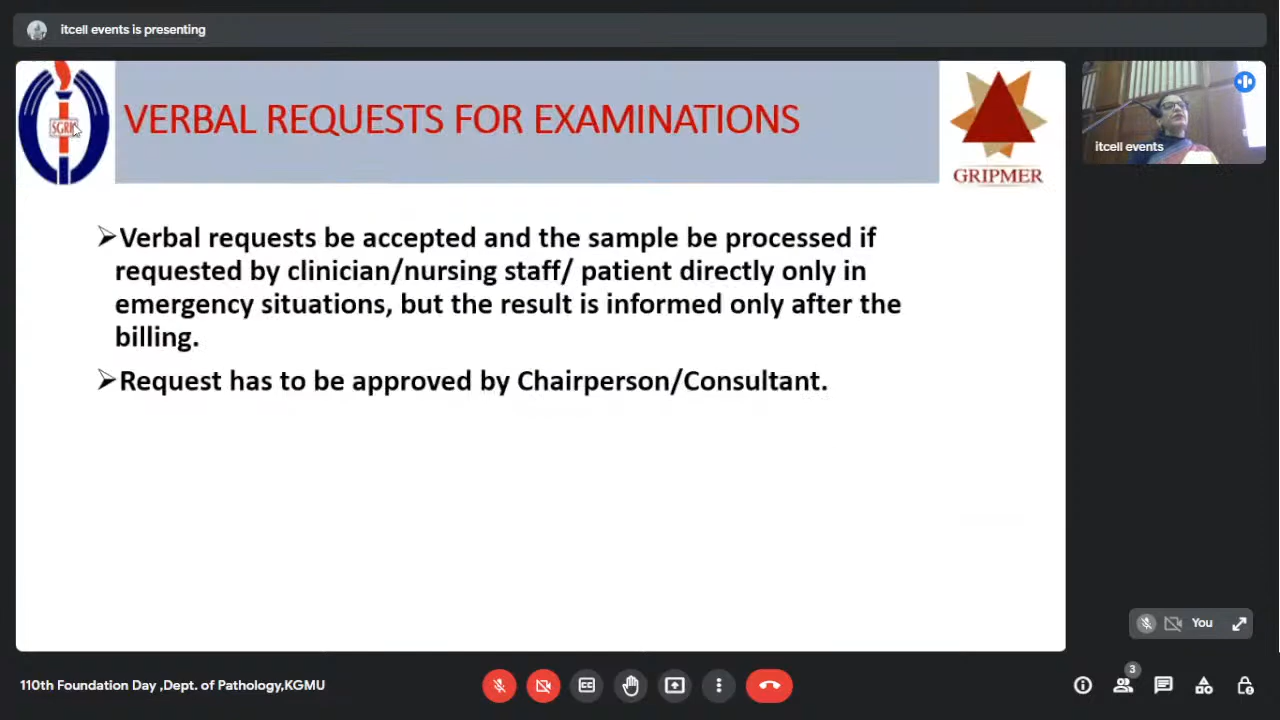 itcell events is presenting
SGRH
VERBAL REQUESTS FOR EXAMINATIONS
GRIPMER
itcell events
➢Verbal requests be accepted and the sample be processed if
requested by clinician/nursing staff/ patient directly only in
emergency situations, but the result is informed only after the
billing.
➢Request has to be approved by Chairperson/Consultant.
You
110th Foundation Day ,Dept. of Pathology,KGMU
3